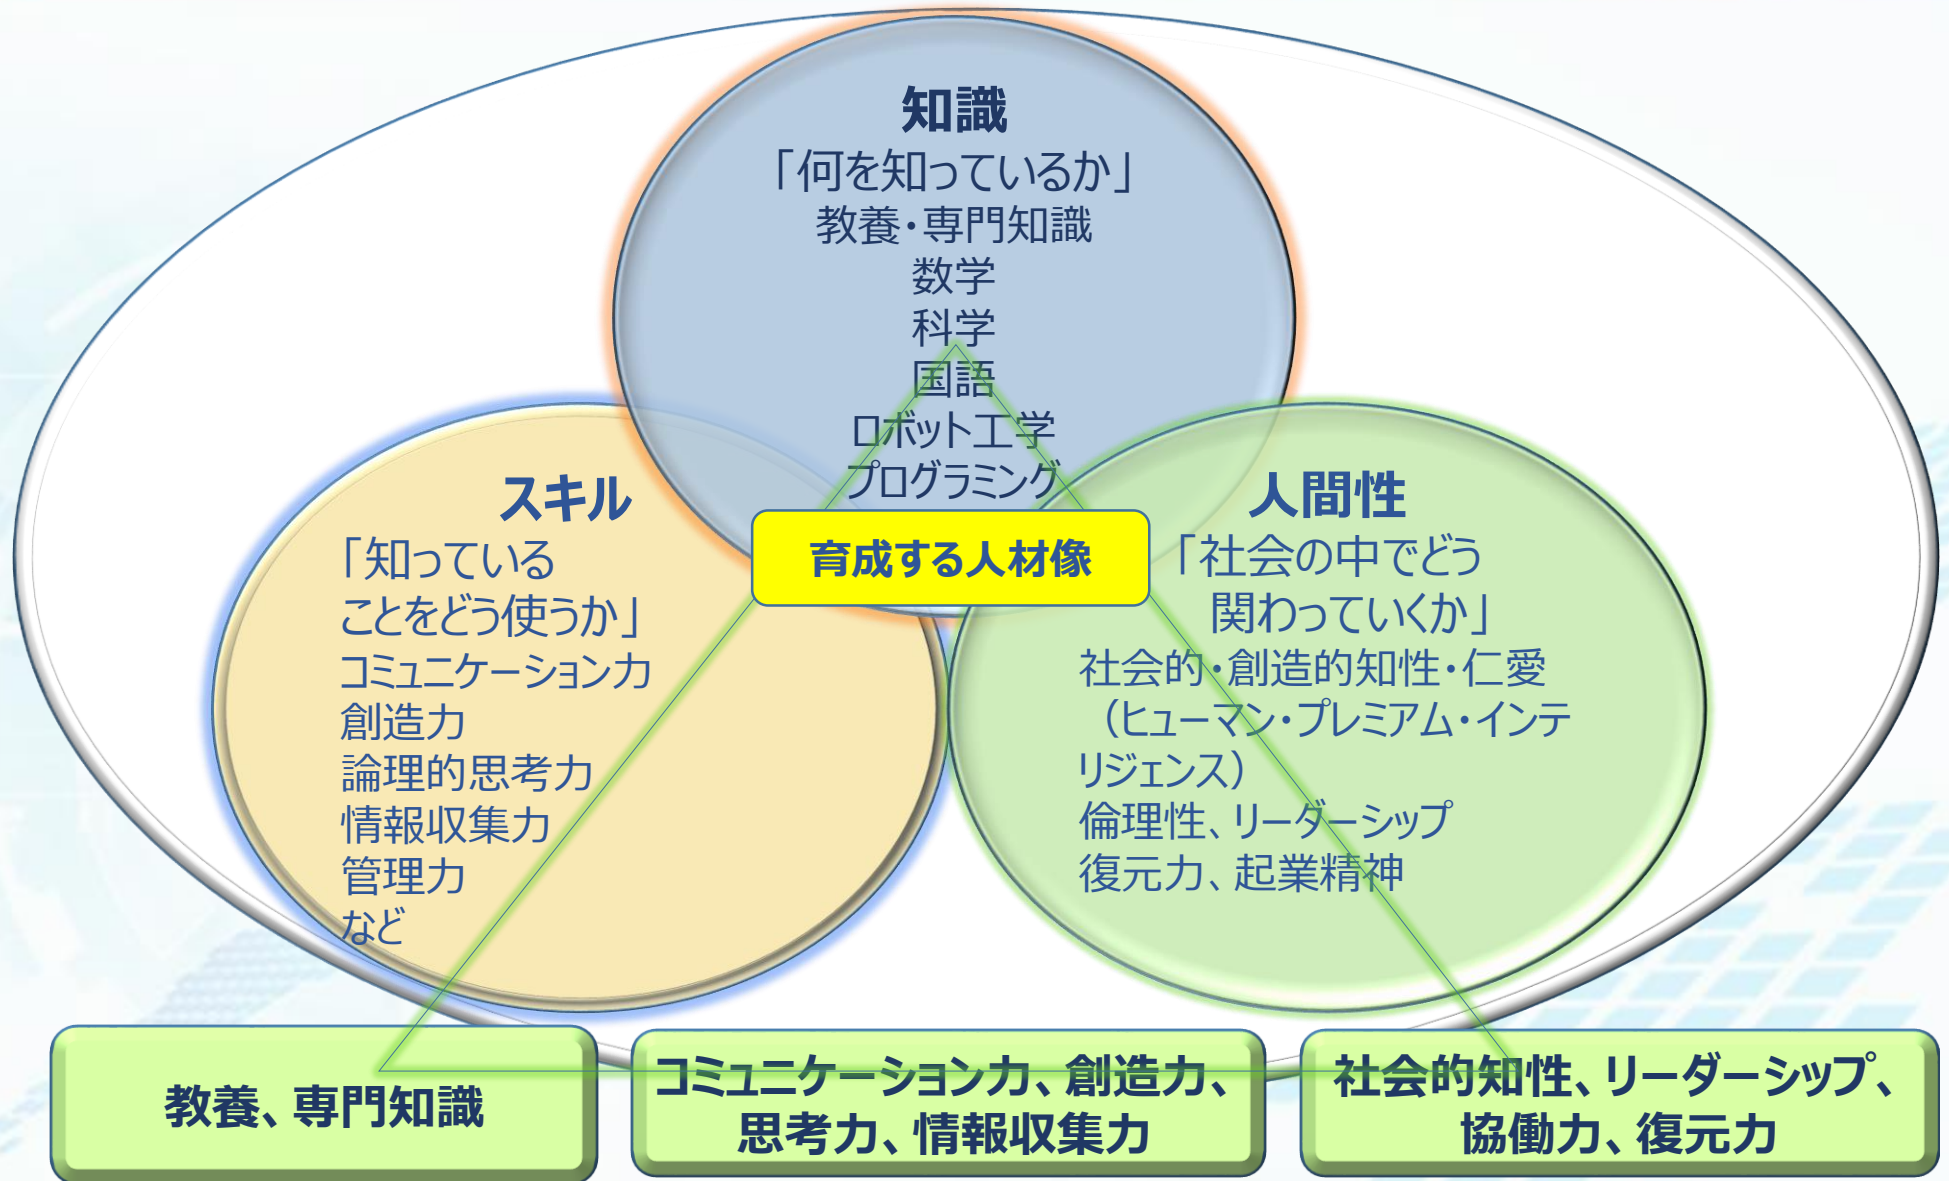 知識
「何を知っているか」
教養・専門知識
数学
科学
国語
ロボット工学
プログラミング
育成する人材像
スキル
「知っている
ことをどう使うか」
コミュニケーション力
創造力
論理的思考力
情報収集力
管理力
など
人間性
「社会の中でどう
関わっていくか」
社会的・創造的知性・仁愛
（ヒューマン・プレミアム・インテ
リジェンス）
倫理性、リーダーシップ
復元力、起業精神
教養、専門知識
コミュニケーション力、創造力、
思考力、情報収集力
社会的知性、リーダーシップ、
協働力、復元力